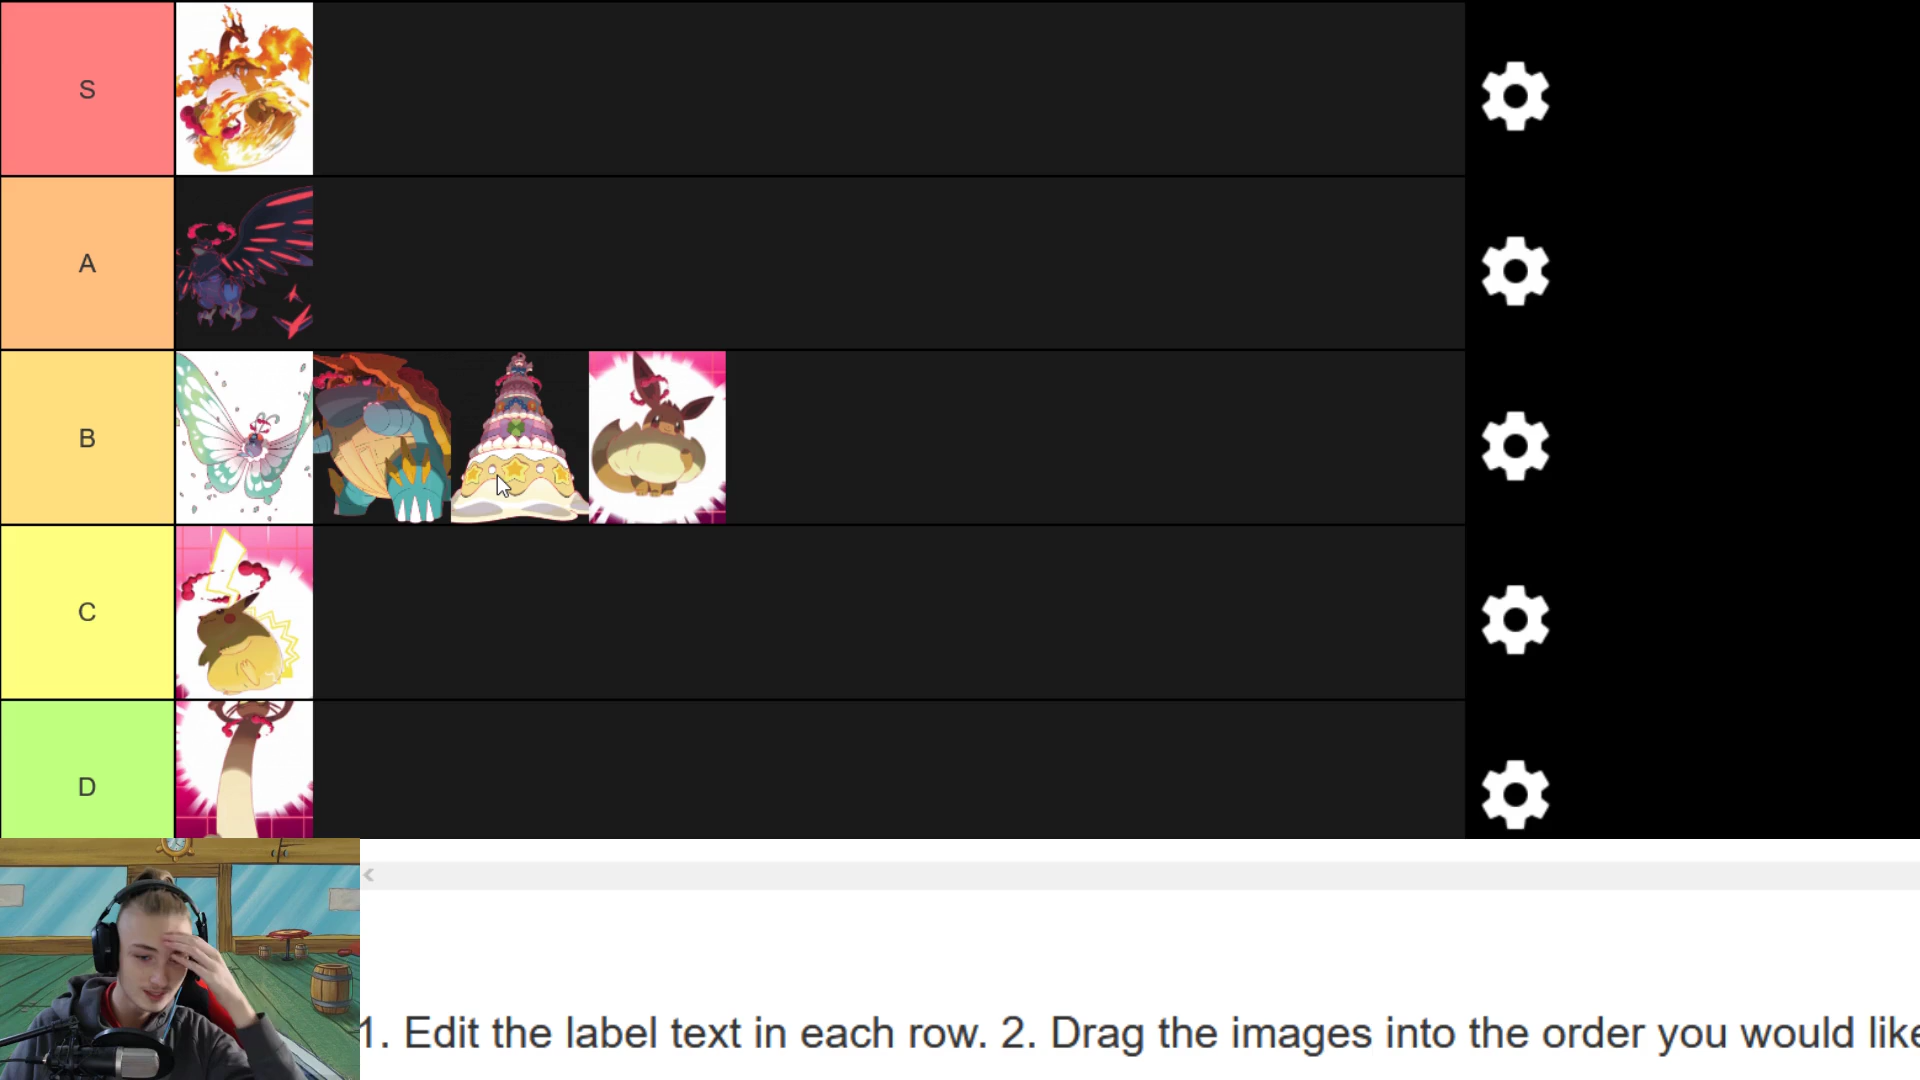 S
A
B
C
D
1. Edit the label text in each row. 2. Drag the images into the order you would like